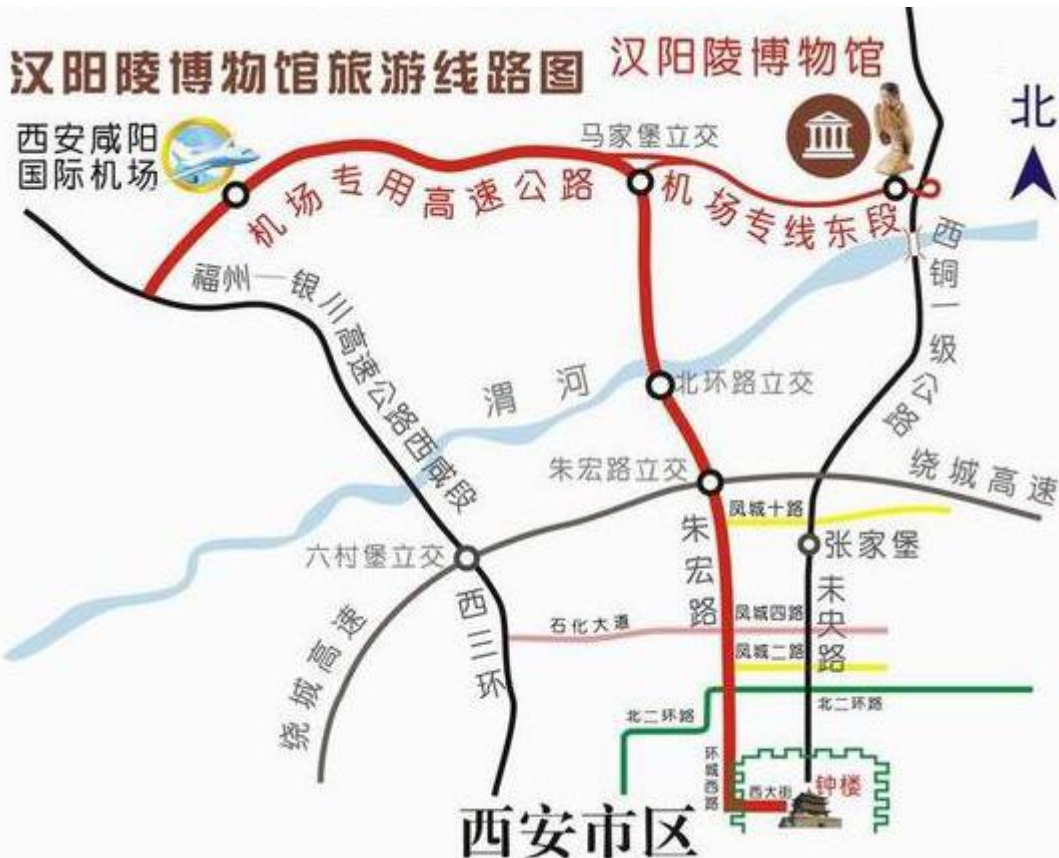 汉阳陵博物馆旅游线路图
汉阳陵博物馆
北
西安咸阳
国际机场
马家堡立交
机场专用高速公路
机场专线东段
西铜一级公路
福州—银川高速公路西咸段
渭河
北环路立交
朱宏路立交
绕城高速
凤城十路
六村堡立交
朱宏路
张家堡
绕城高速
西三环
石化大道
凤城四路
未央路
凤城二路
北二环路
北二环路
环城西路
西大街
钟楼
西安市区